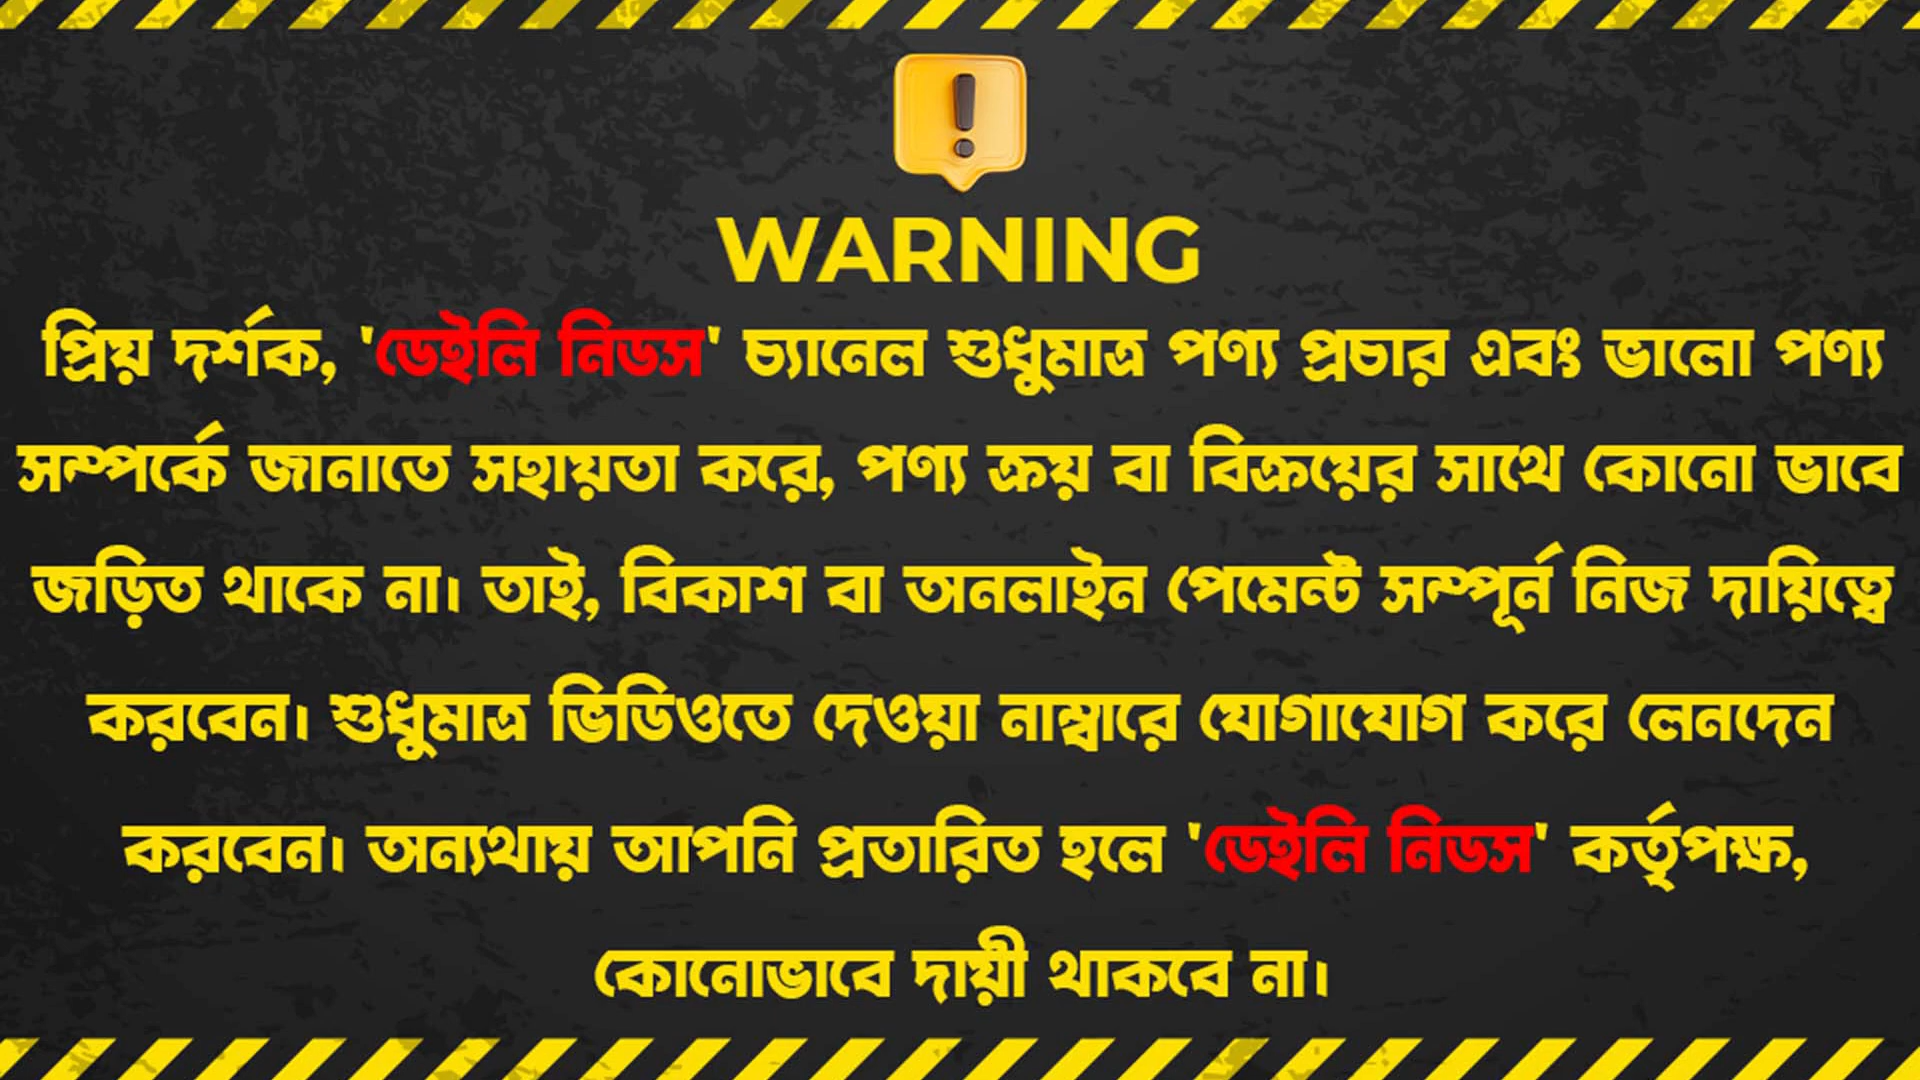 WARNING
প্রিয় দর্শক, 'ডেইলি নিডস' চ্যানেল শুধুমাত্র পণ্য প্রচার এবং ভালো পণ্য
সম্পর্কে জানাতে সহায়তা করে, পণ্য ক্রয় বা বিক্রয়ের সাথে কোনো ভাবে
জড়িত থাকে না। তাই, বিকাশ বা অনলাইন পেমেন্ট সম্পূর্ন নিজ দায়িত্বে
করবেন। শুধুমাত্র ভিডিওতে দেওয়া নাম্বারে যোগাযোগ করে লেনদেন
করবেন। অন্যথায় আপনি প্রতারিত হলে 'ডেইলি নিডস' কর্তৃপক্ষ,
কোনোভাবে দায়ী থাকবে না।